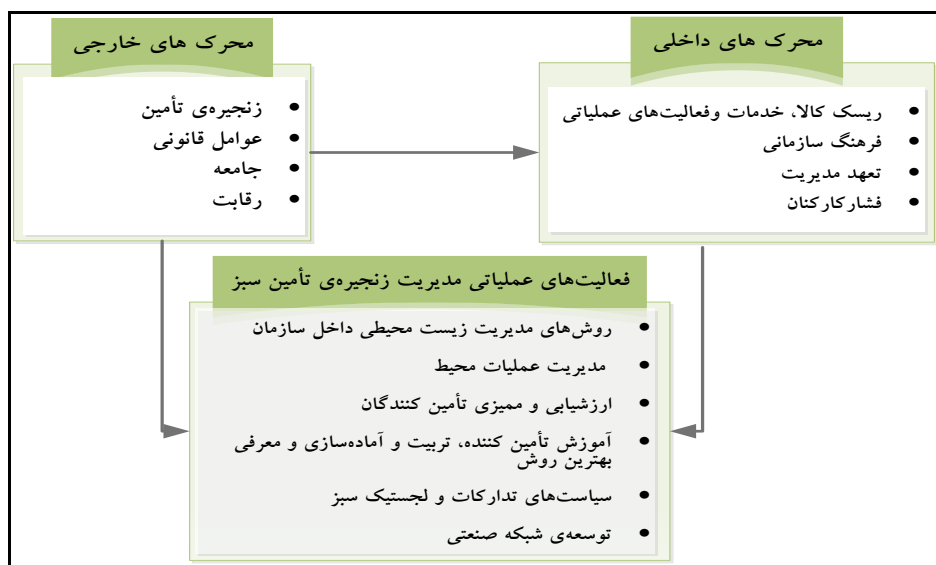 محرک های داخلی
ریسک کالا، خدمات وفعالیت‌های عملیاتی
فرهنگ سازمانی
تعهد مدیریت
فشارکارکنان
محرک های خارجی
زنجیره‌ی تأمین
عوامل قانونی
جامعه
رقابت
فعالیت‌های عملیاتی مدیریت زنجیره‌ی تأمین سبز
روش‌های مدیریت زیست محیطی داخل سازمان
مدیریت عملیات محیط
ارزشیابی و ممیزی تأمین کنندگان
آموزش تأمین کننده، تربیت و آماده‌سازی و معرفی
بهترین روش
سیاست‌های تدارکات و لجستیک سبز
توسعه‌ی شبکه صنعتی